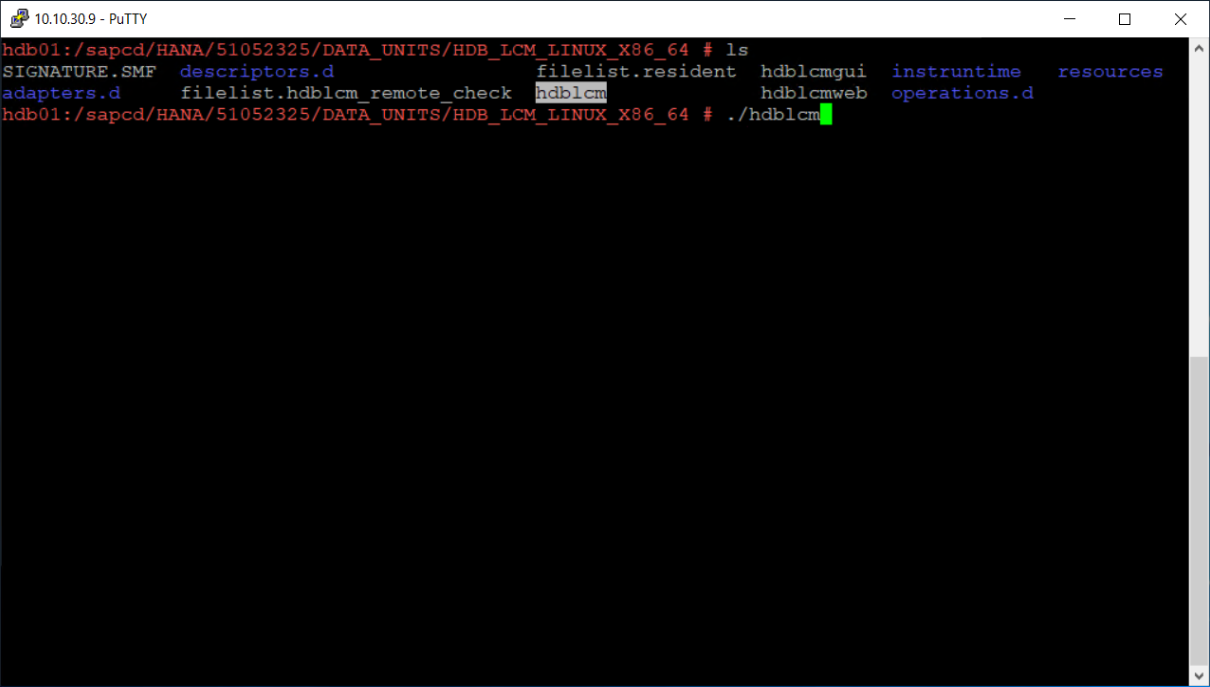 10.10.30.9 - PuTTY
hdb01:/sapcd/HANA/51052325/DATA_UNITS/HDB_LCM_LINUX_X86_64 # ls
SIGNATURE.SMF descriptors.d filelist.resident hdblcmgui instruntime resources
adapters.d filelist.hdblcm_remote_check hdblcm hdblcmweb operations.d
hdb01:/sapcd/HANA/51052325/DATA_UNITS/HDB_LCM_LINUX_X86_64 # ./hdblcm